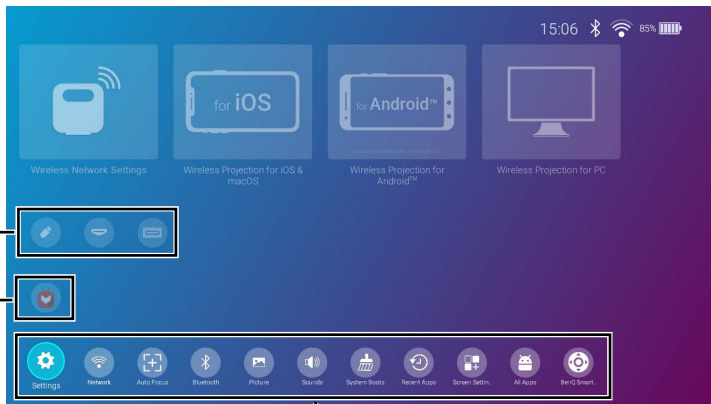 15:06 85%
for iOS
for Android™
Wireless Network Settings
Wireless Projection for iOS &
macOS
Wireless Projection for
Android™
Wireless Projection for PC
Settings
Network
Auto Focus
Bluetooth
Picture
Sounds
System Boots
Recent Apps
Screen Settin..
All Apps
BenQ Smart..